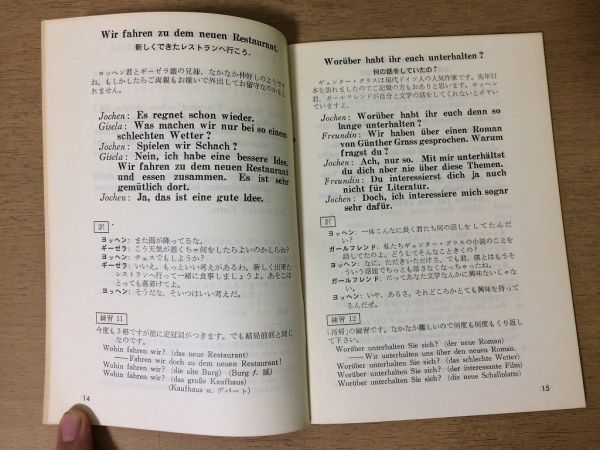 Wir fahren zu dem neuen Restaurant.
新しくできたレストランへ行こう.
ヨッヘン君とギーゼラ嬢の兄妹, なかなか仲好しのようです
ね。もしかしたらご両親もお揃いで外出してお留守なのかもし
れません。
Jochen: Es regnet schon wieder.
Gisela: Was machen wir nur bei so einem
schlechten Wetter?
Jochen: Spielen wir Schach?
Gisela: Nein, ich habe eine bessere Idee.
Wir fahren zu dem neuen Restaurant
und essen zusammen. Es ist sehr
gemütlich dort.
Jochen: Ja, das ist eine gute Idee.
訳
ヨッヘン: また雨が降ってるな。
ギーゼラ: こう天気が悪くちゃ何をしたらよいのかしらね?
ヨッヘン: チェスでもしようか?
ギーゼラ: いいえ, もっといい考えがあるわ。新しく出来た
レストランへ行って一緒に食事しましょうよ。あそこは
とっても落着けてよ。
ヨッヘン: そうだな, そいつはいい考えだ。
練習 11
今度も3格ですが前に定冠詞がつきます。でも結局前回と同じ
なのです。
Wohin fahren wir? (das neue Restaurant)
—Fahren wir doch zu dem neuen Restaurant!
Wohin fahren wir? (die alte Burg) (Burg f. 城)
Wohin fahren wir? (das große Kaufhaus)
(Kaufhaus n. デパート)
14
Worüber habt ihr euch unterhalten?
何の話をしていたの?
ギュンター・グラスは現代ドイツ人の人気作家です。先年日
本を訪れましたのでご記憶の方もおありと思います。ヨッヘン
君, ガールフレンドが自分と文学の話をしてくれないとボヤい
ていますよ。
Jochen: Worüber habt ihr euch denn so
lange unterhalten?
Freundin: Wir haben über einen Roman
von Günther Grass gesprochen. Warum
fragst du?
Jochen: Ach, nur so. Mit mir unterhältst
du dich aber nie über diese Themen.
Freundin: Du interessierst dich ja auch
nicht für Literatur.
Jochen: Doch, ich interessiere mich sogar
sehr dafür.
訳
ヨッヘン: 一体こんなに長く君たち何の話しをしてたんだ
い?
ガールフレンド: 私たちギュンター・グラスの小説のことを
話してたのよ。どうしてそんなこときくの?
ヨッヘン: なに, ただきいただけさ。でも君, 僕とはもうそ
ういう話題でちっとも話さなくなっちゃったね。
ガールフレンド: だってあなた文学なんかに興味ないじゃな
い。
ヨッヘン: いや, あるさ。それどころかとても興味を持って
るんだぜ。
練習 12
「再帰」の練習です。なかなか難しいので何度も何度もくり返し
て下さい。
Worüber unterhalten Sie sich? (der neue Roman)
—Wir unterhalten uns über den neuen Roman.
Worüber unterhalten Sie sich? (das schlechte Wetter)
Worüber unterhalten Sie sich? (der interessante Film)
Worüber unterhalten Sie sich? (die neue Schallplatte)
15